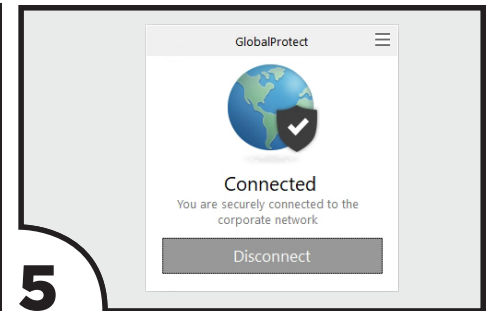 GlobalProtect
Connected
You are securely connected to the
corporate network
Disconnect
5